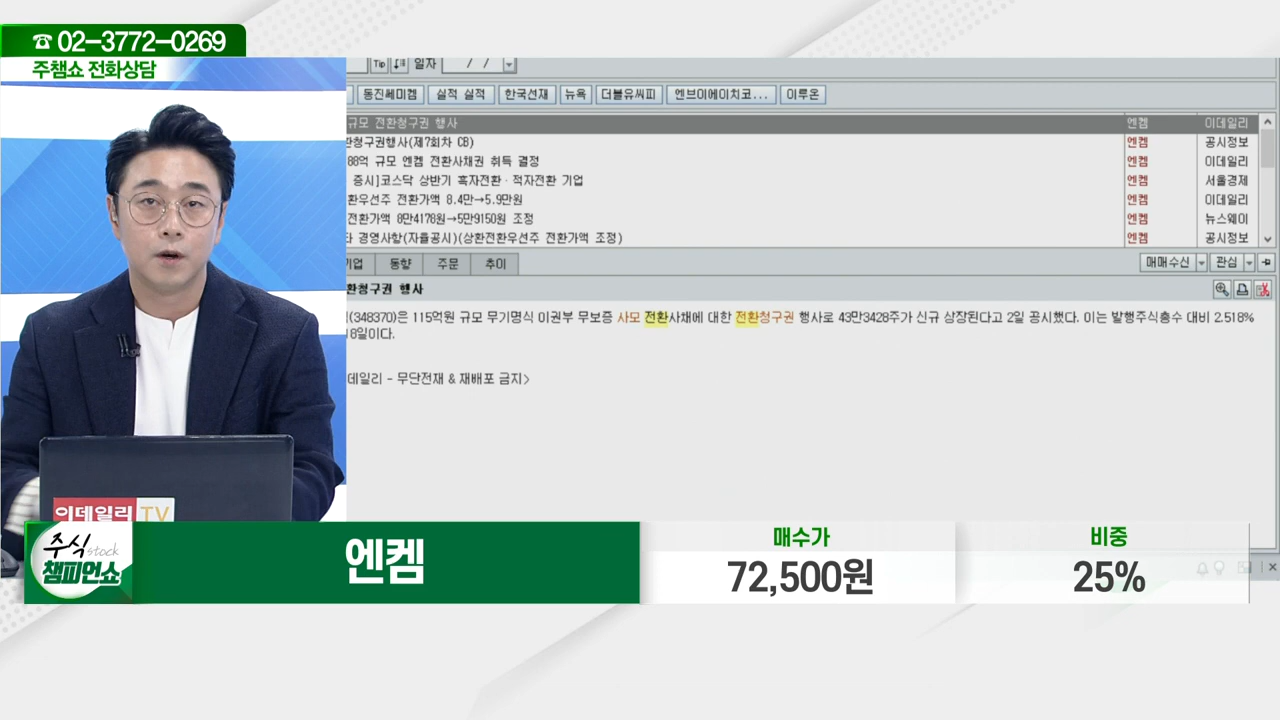 ☎ 02-3772-0269
주챔쇼 전화상담
Tip 일자 / /
동진쎄미켐 실적 실적 한국선재 뉴욕 더블유씨피 엔브이에이치코... 이루온
규모 전환청구권 행사 엔켐 이데일리
환청구권행사(제7회차 CB) 엔켐 공시정보
88억 규모 엔켐 전환사채권 취득 결정 엔켐 이데일리
증시]코스닥 상반기 흑자전환·적자전환 기업 엔켐 서울경제
환우선주 전환가액 8.4만→5.9만원 엔켐 이데일리
전환가액 8만4178원→5만9150원 조정 엔켐 뉴스웨이
타 경영사항(자율공시)(상환전환우선주 전환가액 조정) 엔켐 공시정보
기업 동향 주문 추이 매매수신 관심
환청구권 행사
(348370)은 115억원 규모 무기명식 이권부 무보증 사모 전환사채에 대한 전환청구권 행사로 43만3428주가 신규 상장된다고 2일 공시했다. 이는 발행주식총수 대비 2.518%
8일이다.
데일리 - 무단전재 & 재배포 금지>
이데일리 TV
주식 stock
챔피언쇼
엔켐
매수가
72,500원
비중
25%